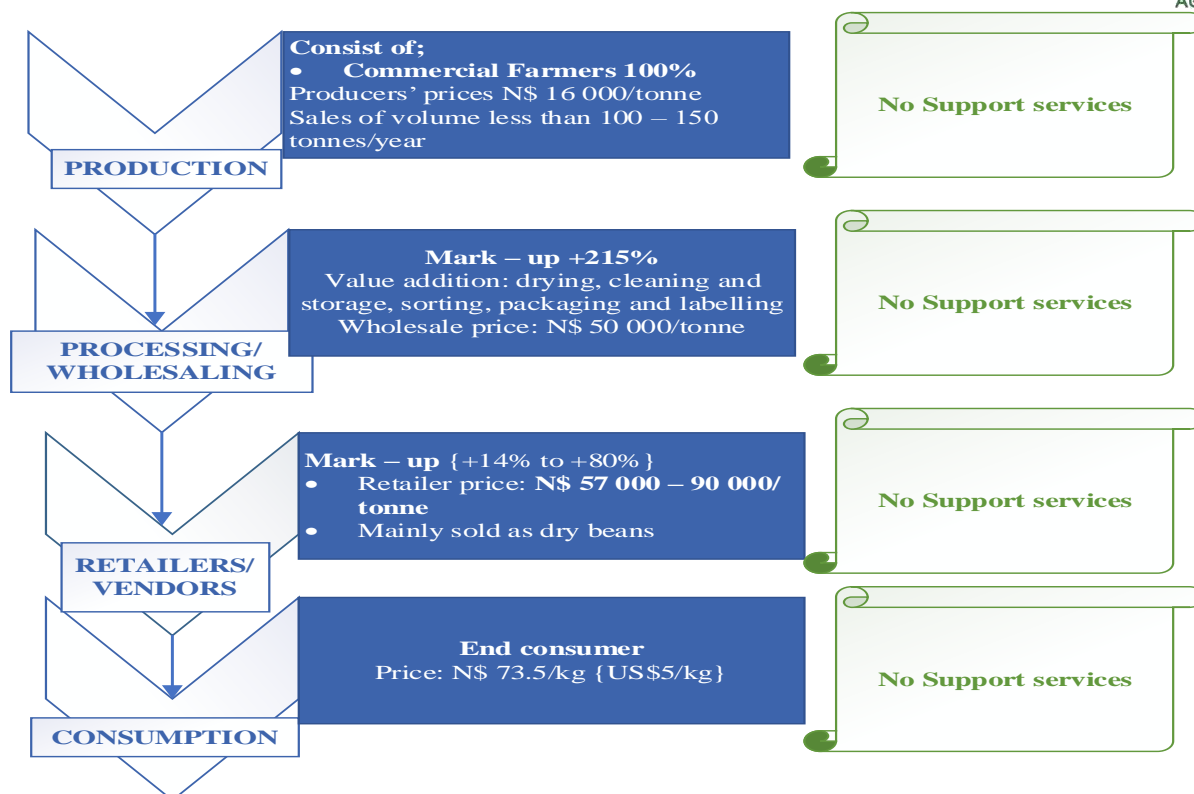 Consist of;
• Commercial Farmers 100%
Producers' prices N$ 16 000/tonne
Sales of volume less than 100 – 150
tonnes/year
PRODUCTION
No Support services
Mark – up +215%
Value addition: drying, cleaning and
storage, sorting, packaging and labelling
Wholesale price: N$ 50 000/tonne
PROCESSING/
WHOLESALING
No Support services
Mark – up {+14% to +80%}
• Retailer price: N$ 57 000 – 90 000/
tonne
• Mainly sold as dry beans
RETAILERS/
VENDORS
No Support services
End consumer
Price: N$ 73.5/kg {US$5/kg}
CONSUMPTION
No Support services